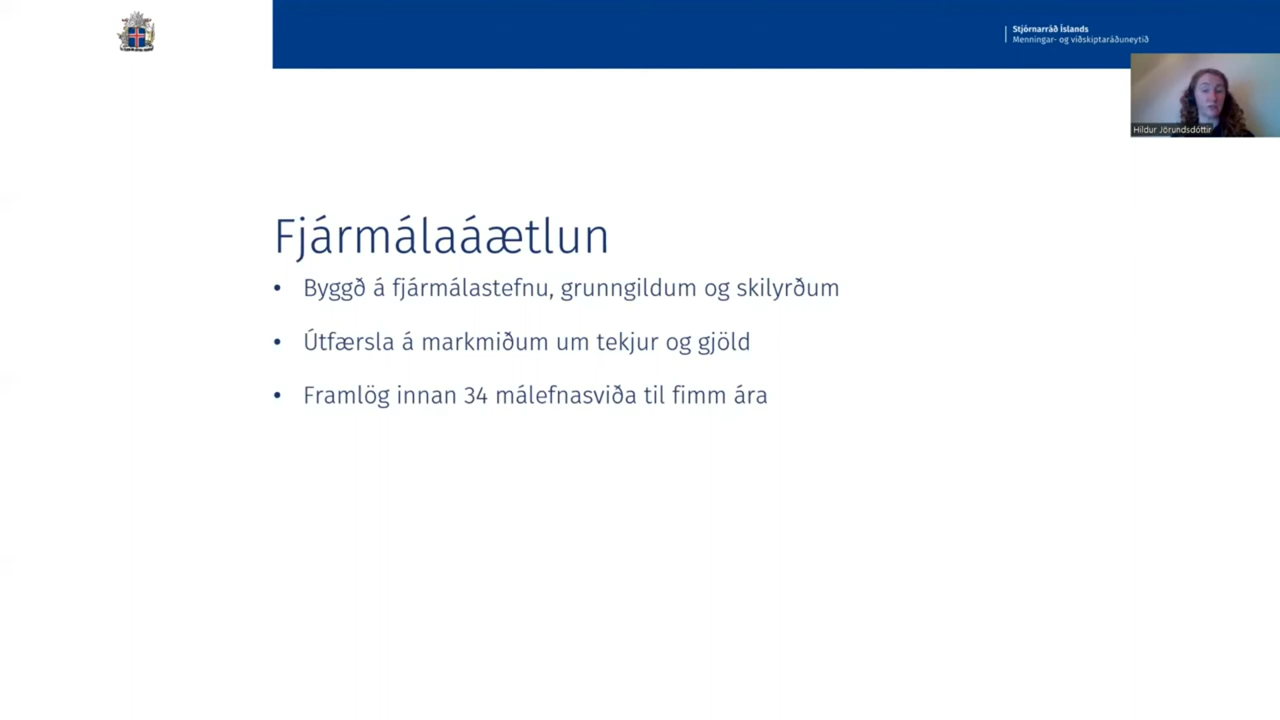 Stjórnarráð Íslands
Menningar- og viðskiptaráðuneytið
Hildur Jörundsdóttir
Fjármálaáætlun
• Byggð á fjármálastefnu, grunngildum og skilyrðum
• Útfærsla á markmiðum um tekjur og gjöld
• Framlög innan 34 málefnasviða til fimm ára